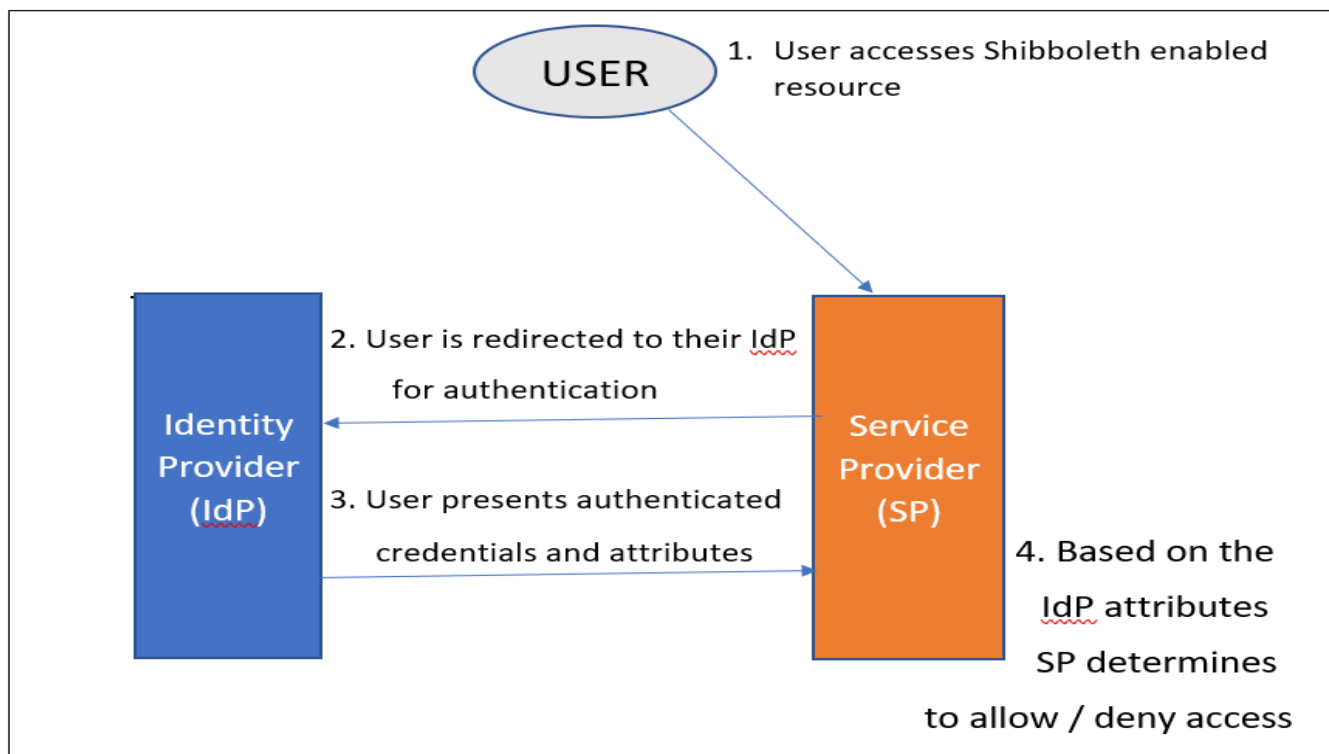 USER
1. User accesses Shibboleth enabled
resource
2. User is redirected to their IdP
for authentication
Identity
Provider
(IdP)
3. User presents authenticated
credentials and attributes
Service
Provider
(SP)
4. Based on the
IdP attributes
SP determines
to allow / deny access